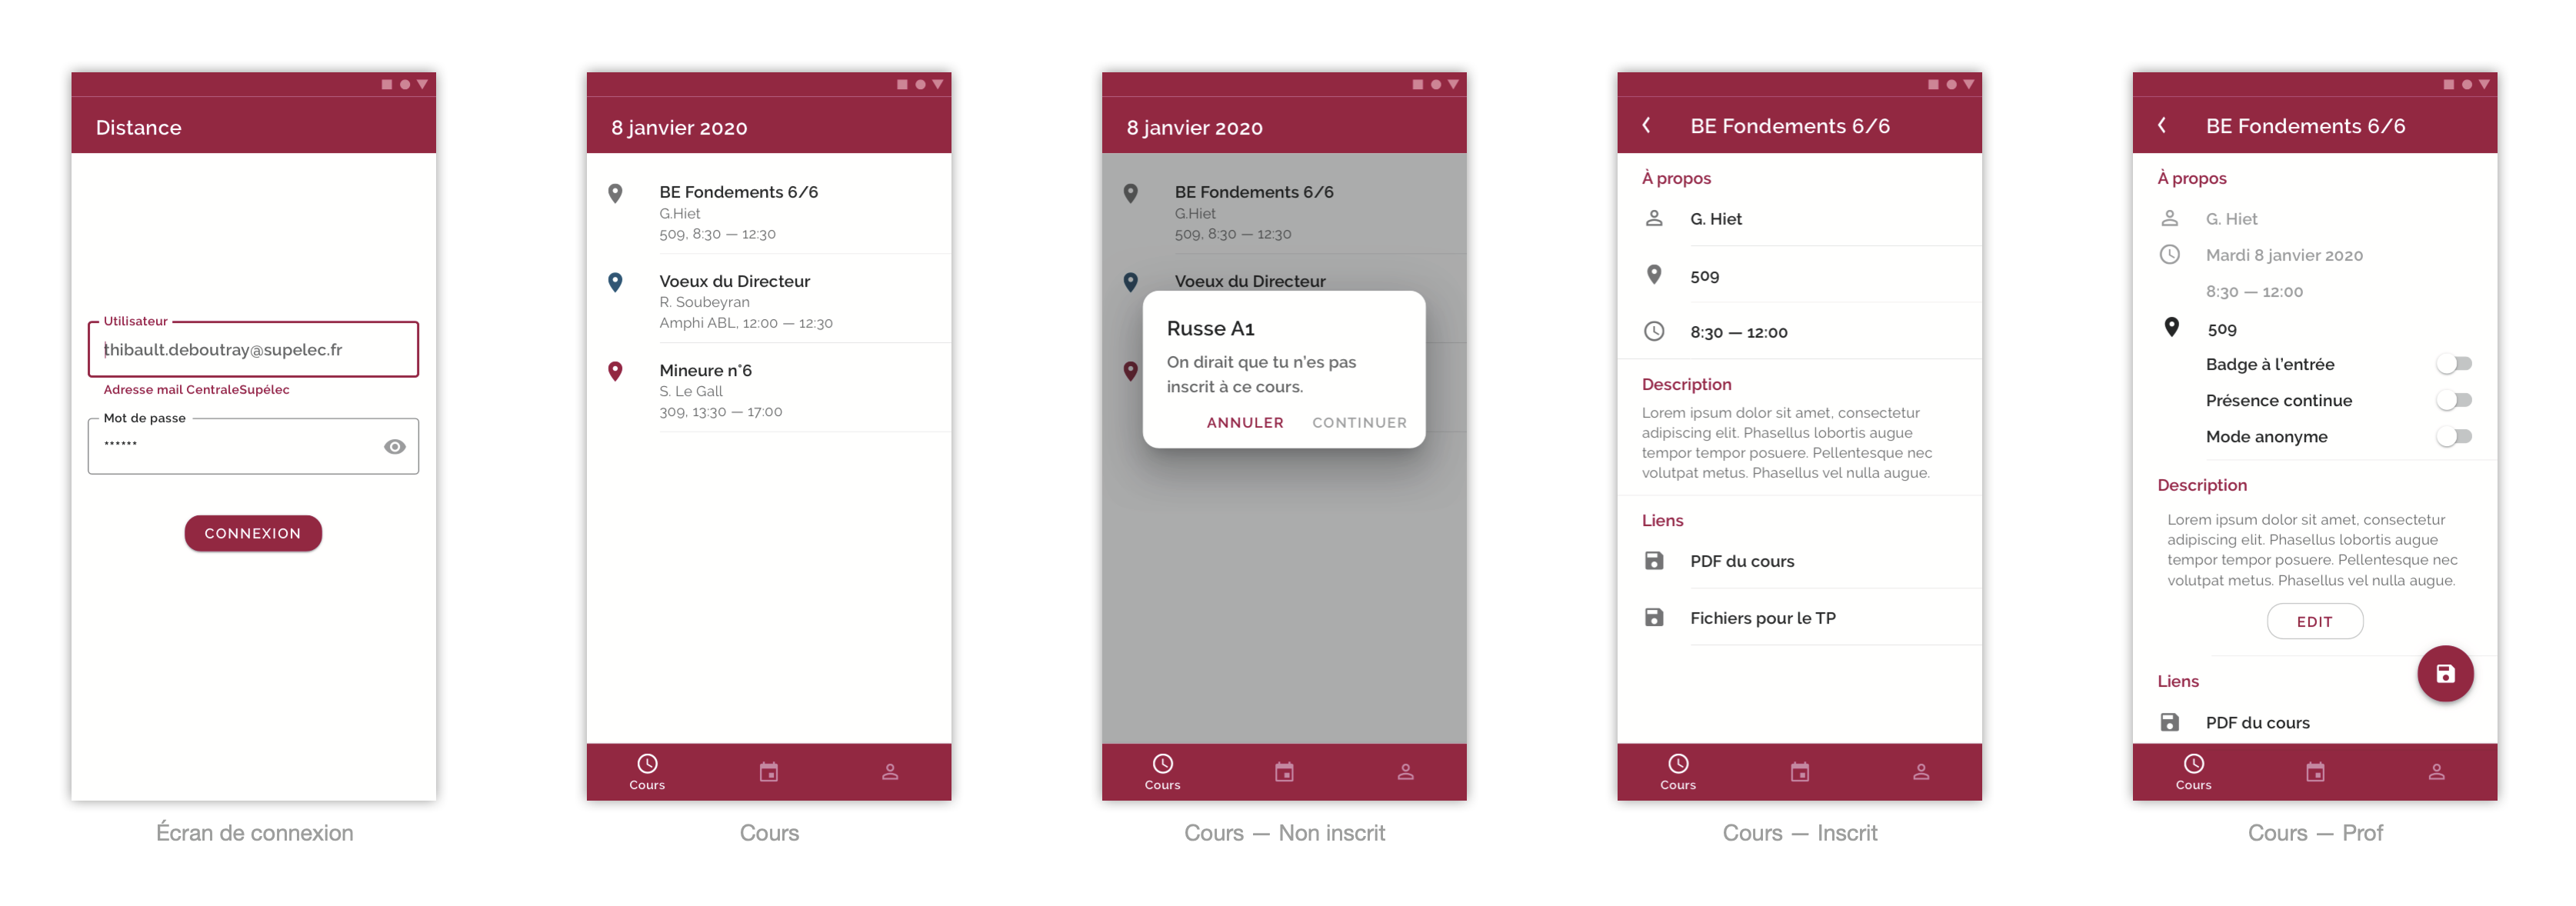 Distance
Utilisateur
thibault.deboutray@supelec.fr
Adresse mail CentraleSupélec
Mot de passe
******
CONNEXION
Écran de connexion
8 janvier 2020
BE Fondements 6/6
G.Hiet
509, 8:30 — 12:30
Voeux du Directeur
R. Soubeyran
Amphi ABL, 12:00 — 12:30
Mineure n°6
S. Le Gall
309, 13:30 — 17:00
Cours
Cours
8 janvier 2020
BE Fondements 6/6
G.Hiet
509, 8:30 — 12:30
Voeux du Directeur
Russe A1
On dirait que tu n'es pas
inscrit à ce cours.
ANNULER CONTINUER
Cours
Cours — Non inscrit
BE Fondements 6/6
À propos
G. Hiet
509
8:30 — 12:00
Description
Lorem ipsum dolor sit amet, consectetur
adipiscing elit. Phasellus lobortis augue
tempor tempor posuere. Pellentesque nec
volutpat metus. Phasellus vel nulla augue.
Liens
PDF du cours
Fichiers pour le TP
Cours
Cours — Inscrit
BE Fondements 6/6
À propos
G. Hiet
Mardi 8 janvier 2020
8:30 — 12:00
509
Badge à l'entrée
Présence continue
Mode anonyme
Description
Lorem ipsum dolor sit amet, consectetur
adipiscing elit. Phasellus lobortis augue
tempor tempor posuere. Pellentesque nec
volutpat metus. Phasellus vel nulla augue.
EDIT
Liens
PDF du cours
Cours
Cours — Prof